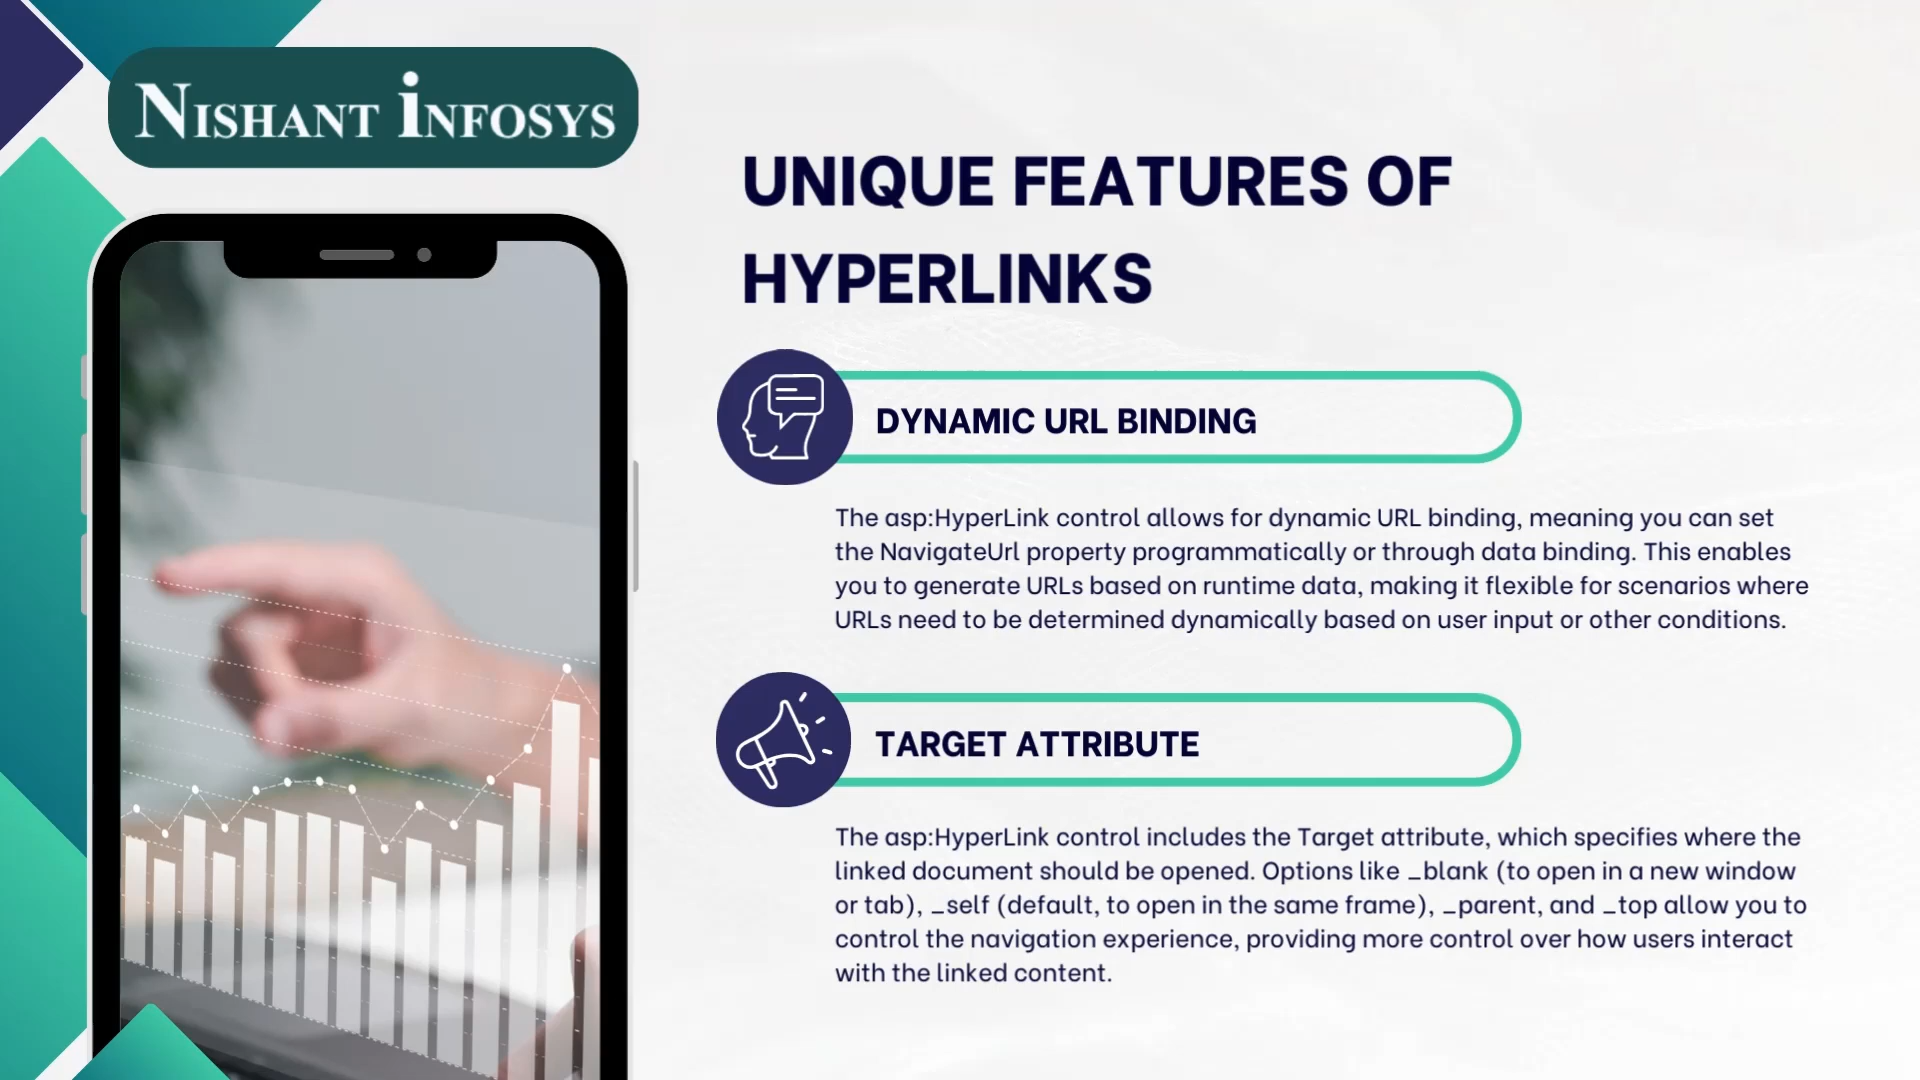 NISHANT iNFOSYS
UNIQUE FEATURES OF
HYPERLINKS
DYNAMIC URL BINDING
The asp:HyperLink control allows for dynamic URL binding, meaning you can set
the NavigateUrl property programmatically or through data binding. This enables
you to generate URLs based on runtime data, making it flexible for scenarios where
URLs need to be determined dynamically based on user input or other conditions.
TARGET ATTRIBUTE
The asp:HyperLink control includes the Target attribute, which specifies where the
linked document should be opened. Options like _blank (to open in a new window
or tab), _self (default, to open in the same frame), _parent, and _top allow you to
control the navigation experience, providing more control over how users interact
with the linked content.